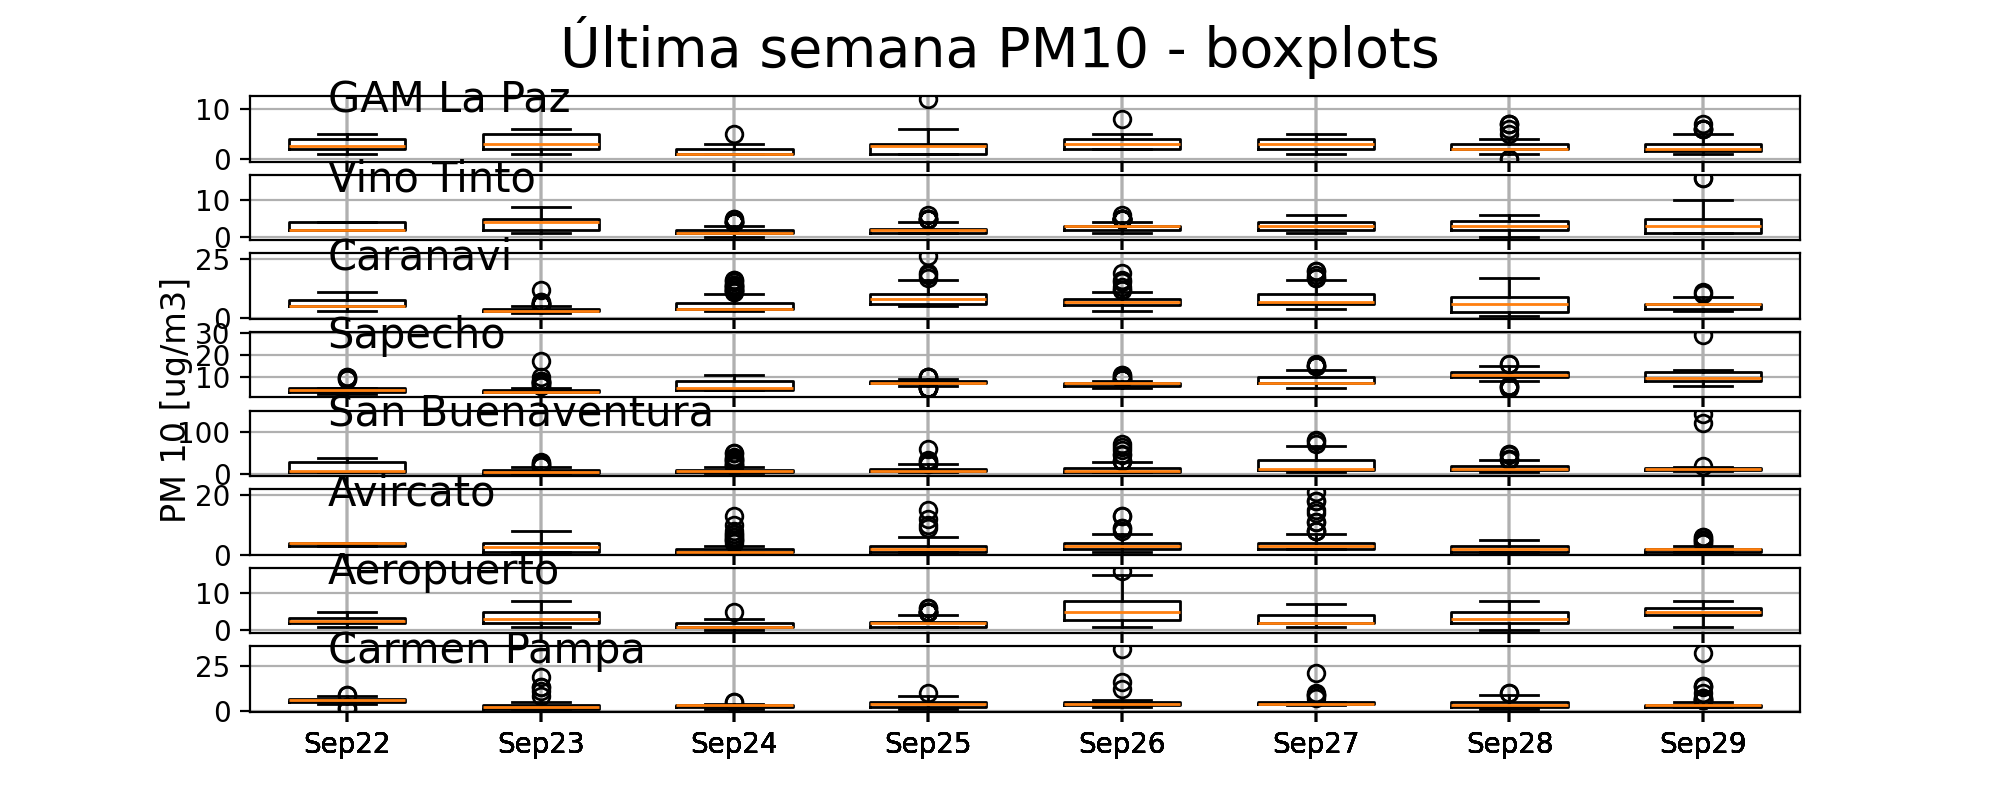 Última semana PM10 - boxplots
GAM La Paz
10
0
Vino Tinto
10
0
Caranavi
25
0
Sapecho
30
20
10
San Buenaventura
100
0
Avircato
20
0
Aeropuerto
10
0
Carmen Pampa
25
0
PM 10 [ug/m3]
Sep22 Sep23 Sep24 Sep25 Sep26 Sep27 Sep28 Sep29